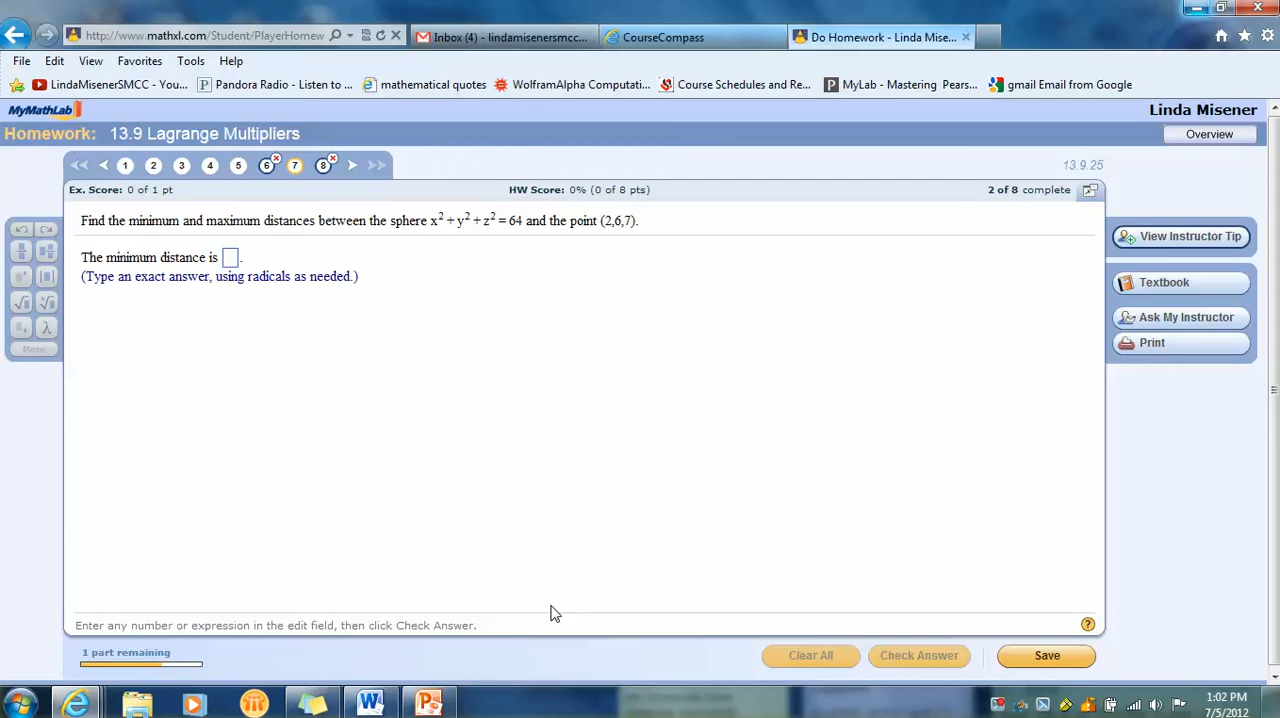 http://www.mathxl.com/Student/PlayerHomew
Inbox (4) - lindamisenersmcc...
CourseCompass
Do Homework - Linda Mise...
File Edit View Favorites Tools Help
LindaMisenerSMCC - You...
Pandora Radio - Listen to ...
mathematical quotes
WolframAlpha Computati...
Course Schedules and Re...
MyLab - Mastering Pears...
gmail Email from Google
MyMathLab
Linda Misener
Homework: 13.9 Lagrange Multipliers
Overview
1 2 3 4 5 6 7 8
13.9.25
Ex. Score: 0 of 1 pt
HW Score: 0% (0 of 8 pts)
2 of 8 complete
Find the minimum and maximum distances between the sphere x² + y² + z² = 64 and the point (2,6,7).
View Instructor Tip
The minimum distance is .
(Type an exact answer, using radicals as needed.)
Textbook
Ask My Instructor
Print
More
Enter any number or expression in the edit field, then click Check Answer.
1 part remaining
Clear All
Check Answer
Save
1:02 PM
7/5/2012